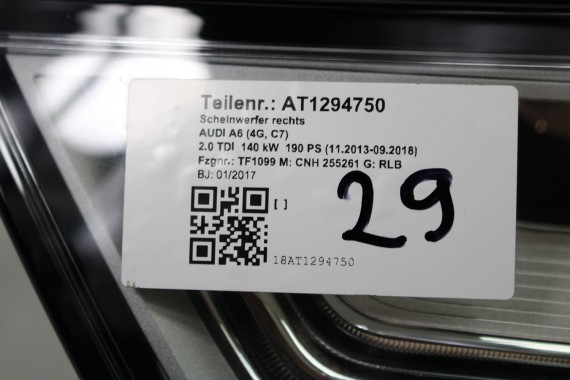 Teilenr.: AT1294750
Scheinwerfer rechts
AUDI A6 (4G, C7)
2.0 TDI 140 kW 190 PS (11.2013-09.2018)
Fzgnr.: TF1099 M: CNH 255261 G: RLB
BJ: 01/2017
[ ]
29
18AT1294750